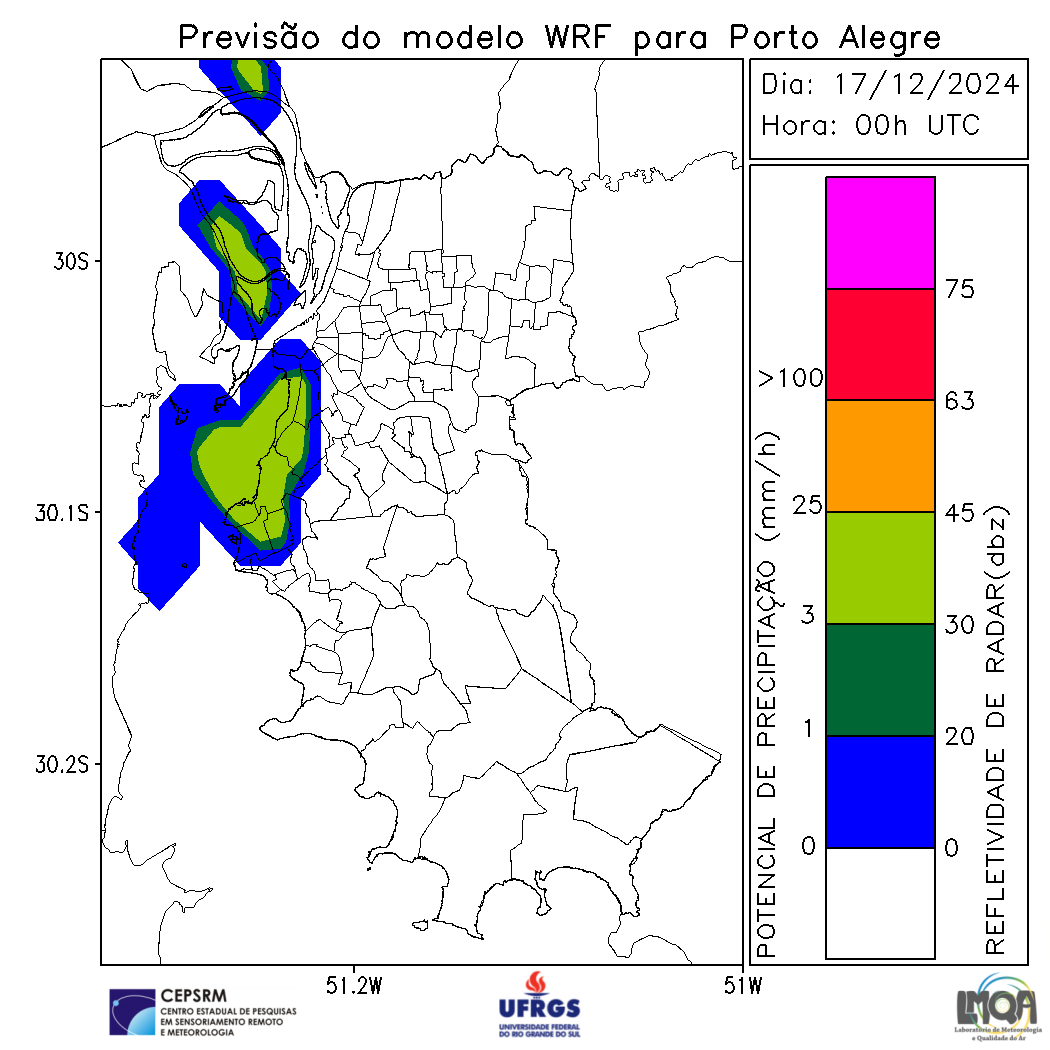 Previsão do modelo WRF para Porto Alegre
Dia: 17/12/2024
Hora: 00h UTC
30S
30.1S
30.2S
51.2W
51W
POTENCIAL DE PRECIPITAÇÃO (mm/h)
>100
25
3
1
0
75
63
45
30
20
0
REFLETIVIDADE DE RADAR(dbz)
CEPSRM
CENTRO ESTADUAL DE PESQUISAS
EM SENSORIAMENTO REMOTO
E METEOROLOGIA
UFRGS
UNIVERSIDADE FEDERAL
DO RIO GRANDE DO SUL
LMQA
Laboratório de Meteorologia
e Qualidade do Ar